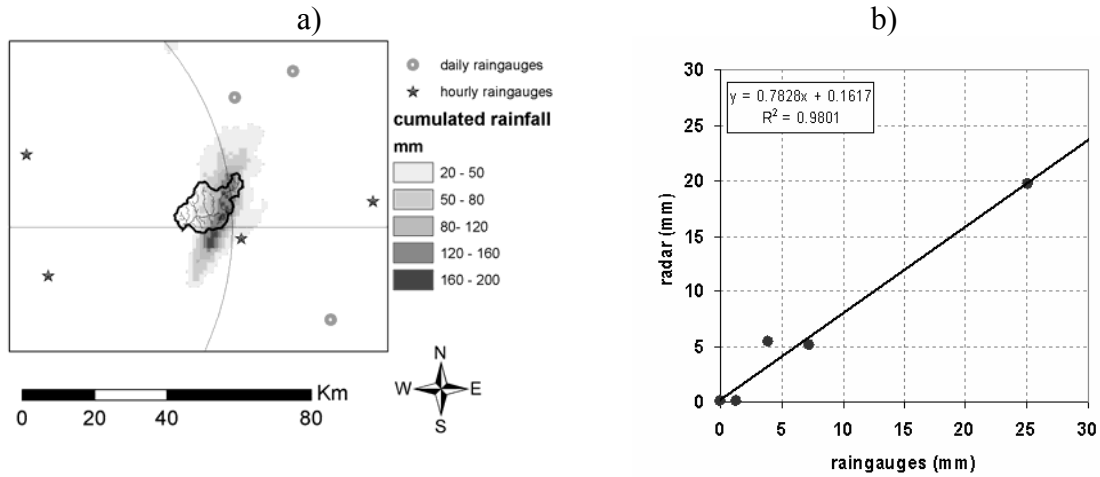 a)
daily raingauges
hourly raingauges
cumulated rainfall
mm
20 - 50
50 - 80
80- 120
120 - 160
160 - 200
Km
0 20 40 80
N
W E
S
b)
30
25
20
15
10
5
0
radar (mm)
y = 0.7828x + 0.1617
R² = 0.9801
0 5 10 15 20 25 30
raingauges (mm)